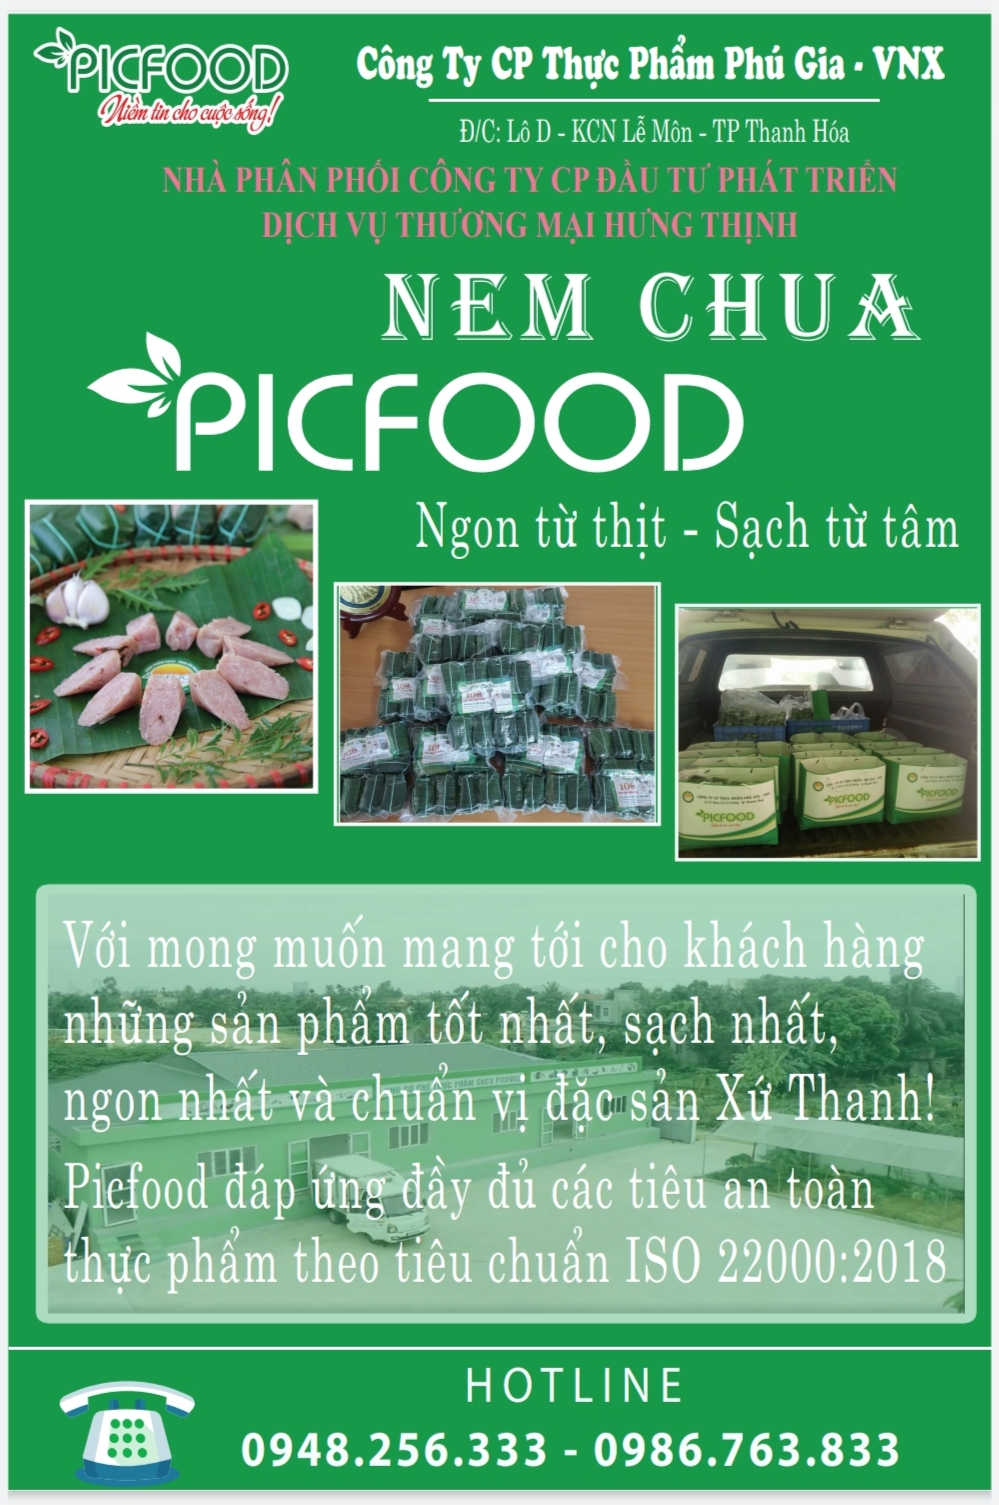 PICFOOD
Niềm tin cho cuộc sống!
Công Ty CP Thực Phẩm Phú Gia - VNX
Đ/C: Lô D - KCN Lễ Môn - TP Thanh Hóa
NHÀ PHÂN PHỐI CÔNG TY CP ĐẦU TƯ PHÁT TRIỂN
DỊCH VỤ THƯƠNG MẠI HƯNG THỊNH
NEM CHUA
PICFOOD
Ngon từ thịt - Sạch từ tâm
PICFOOD
PICFOOD
PICFOOD
Với mong muốn mang tới cho khách hàng
những sản phẩm tốt nhất, sạch nhất,
ngon nhất và chuẩn vị đặc sản Xứ Thanh!
Picfood đáp ứng đầy đủ các tiêu an toàn
thực phẩm theo tiêu chuẩn ISO 22000:2018
HOTLINE
0948.256.333 - 0986.763.833